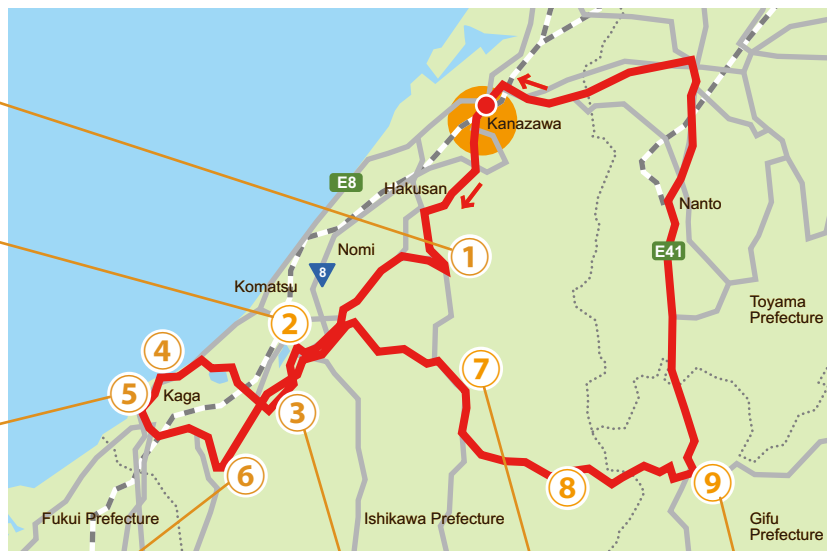 Kanazawa
Hakusan
E8
Nanto
Nomi
1
E41
8
Komatsu
Toyama
Prefecture
2
4
7
5
Kaga
3
6
9
8
Fukui Prefecture
Ishikawa Prefecture
Gifu
Prefecture